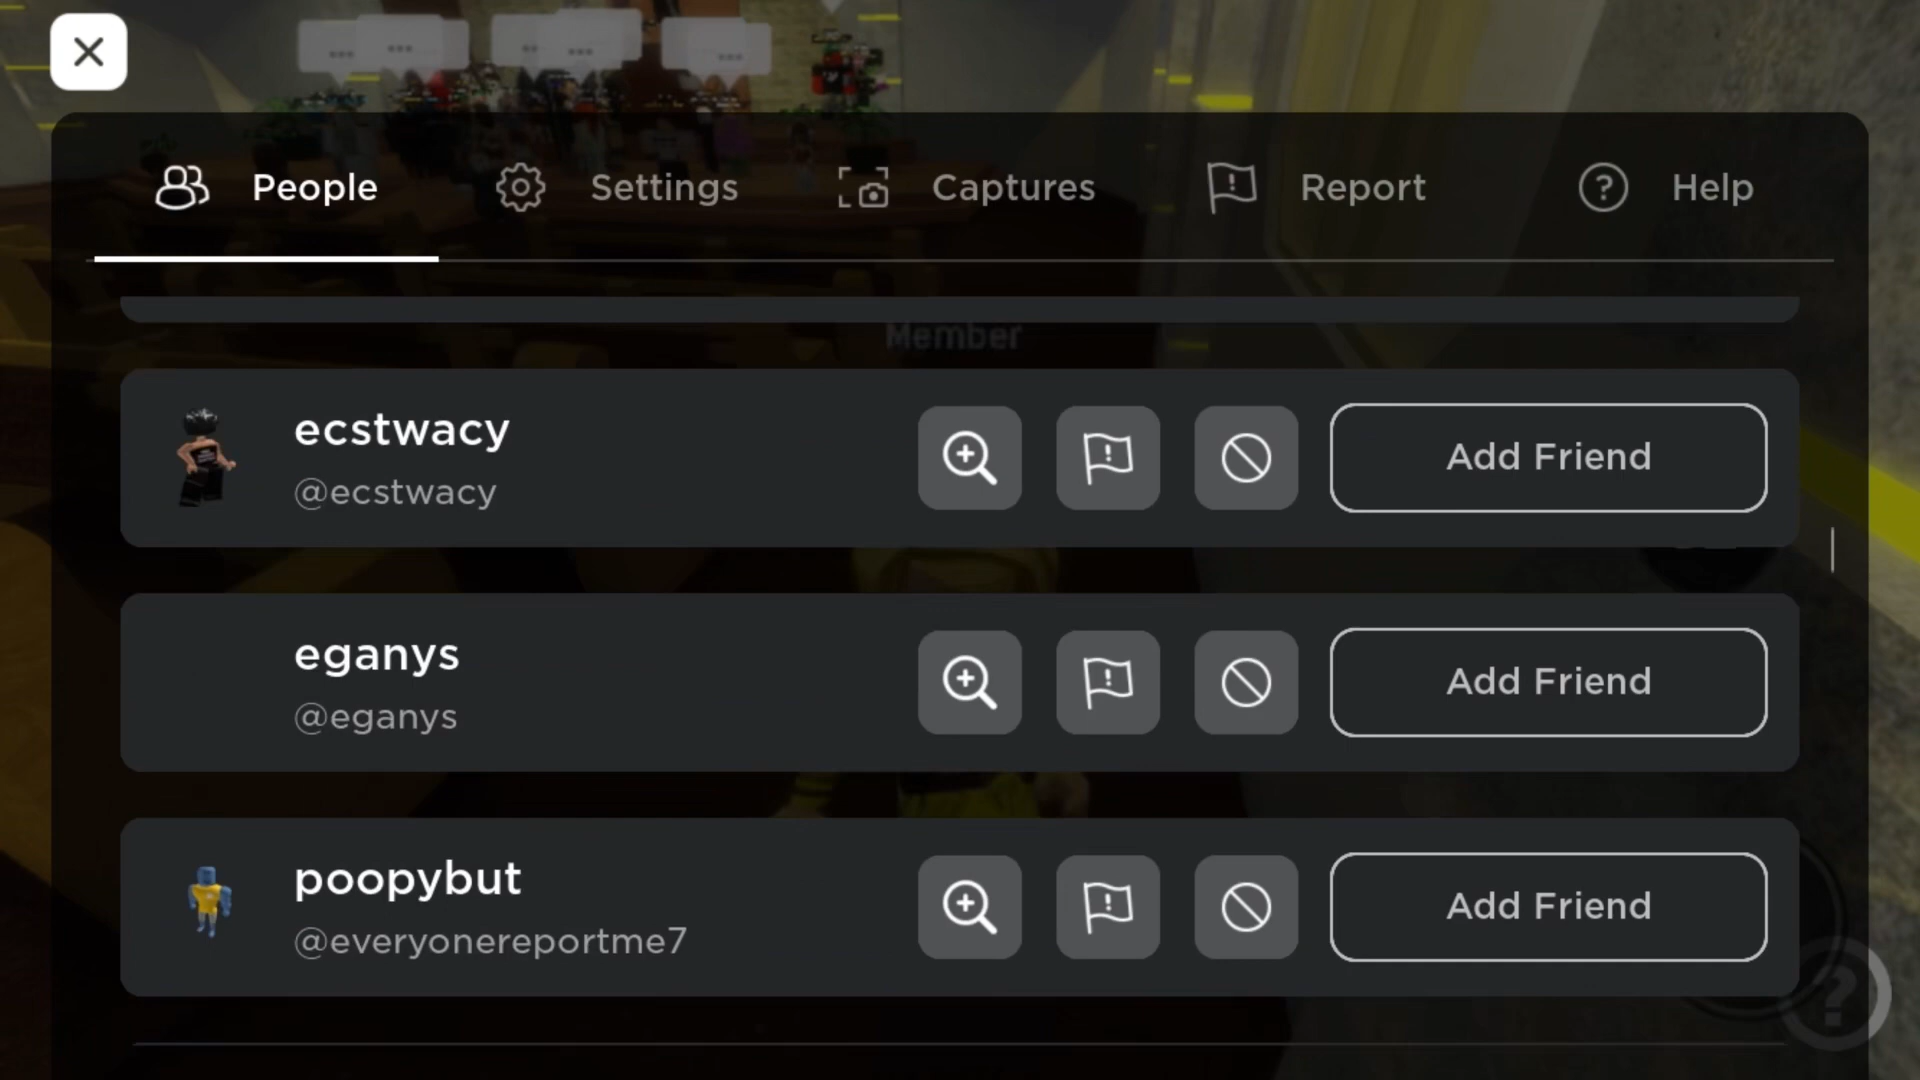 People
Settings
Captures
Report
Help
Member
ecstwacy
@ecstwacy
Add Friend
eganys
@eganys
Add Friend
poopybut
@everyonereportme7
Add Friend